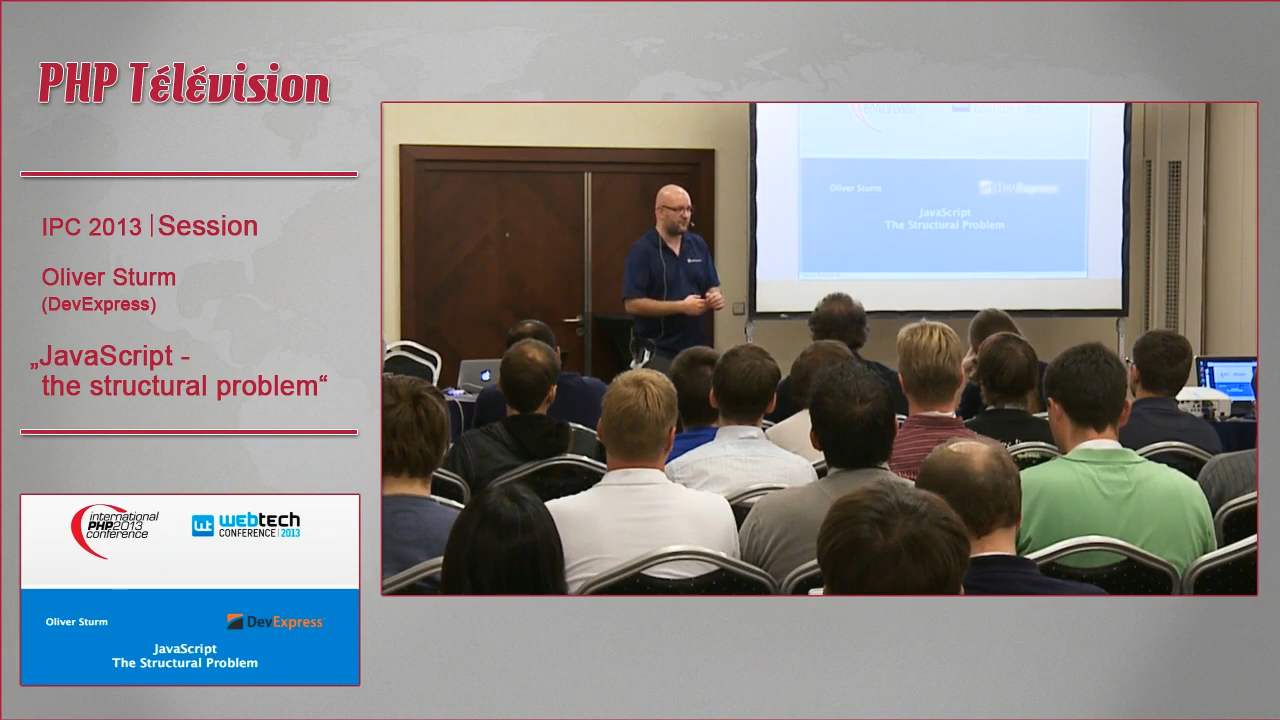 PHP Télévision
IPC 2013 | Session
Oliver Sturm
(DevExpress)
„JavaScript -
the structural problem“
international
PHP2013
conference
webtech
CONFERENCE | 2013
Oliver Sturm
DevExpress
JavaScript
The Structural Problem
Oliver Sturm
DevExpress
JavaScript
The Structural Problem